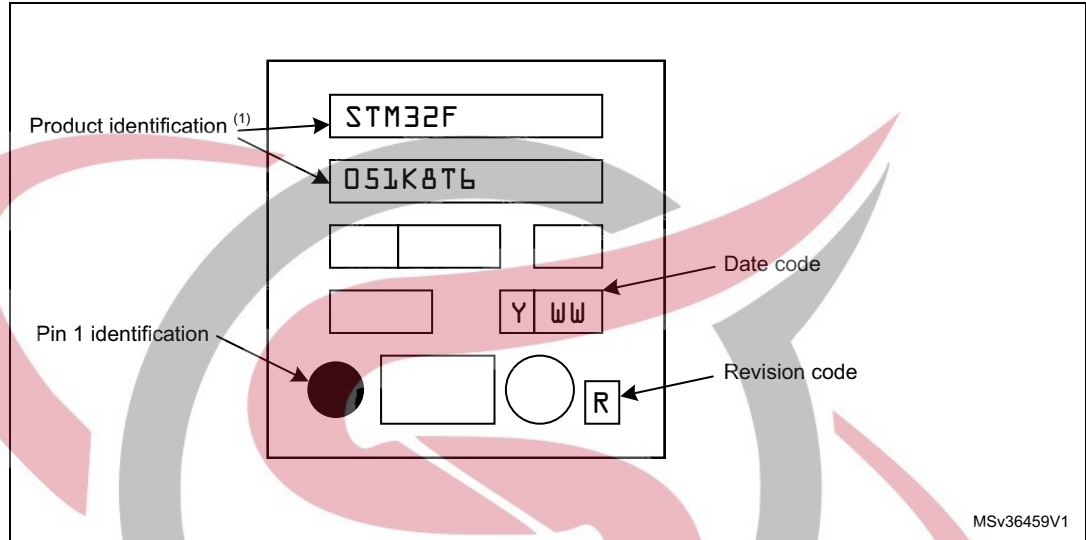 STM32F
Product identification (1)
051K8T6
Date code
Y WW
Pin 1 identification
Revision code
R
MSv36459V1